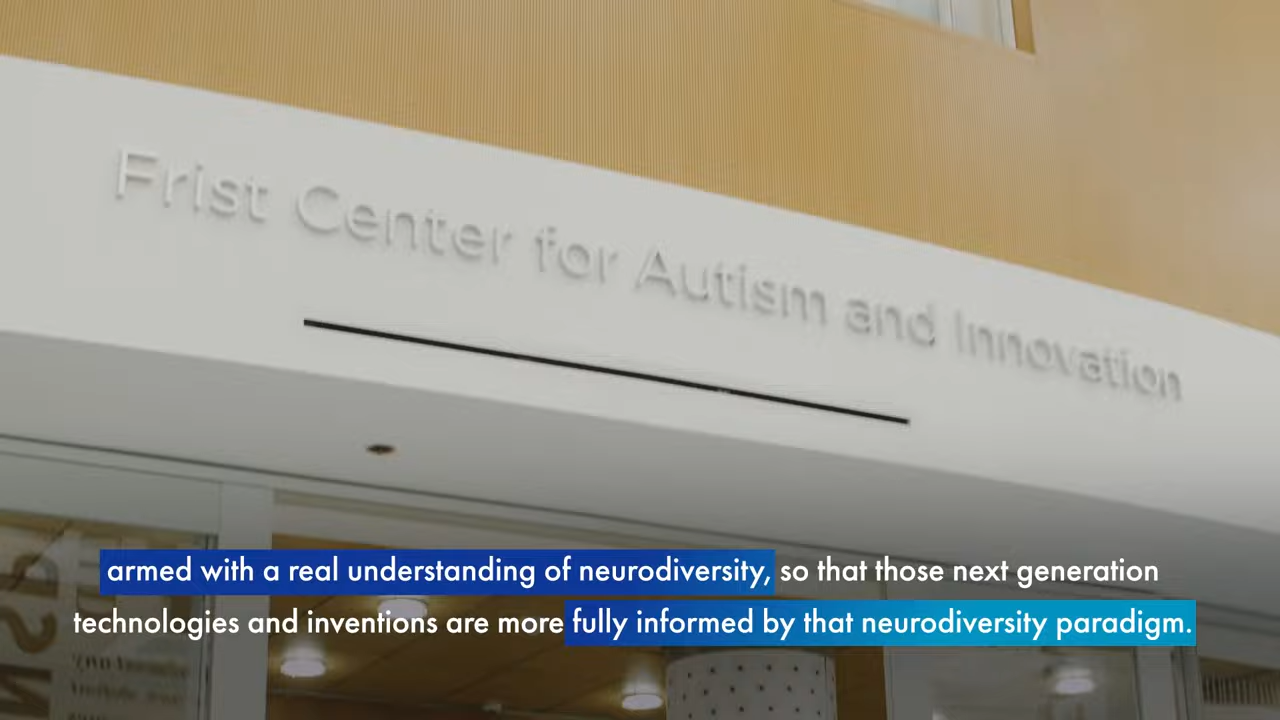 Frist Center for Autism and Innovation
armed with a real understanding of neurodiversity, so that those next generation
technologies and inventions are more fully informed by that neurodiversity paradigm.